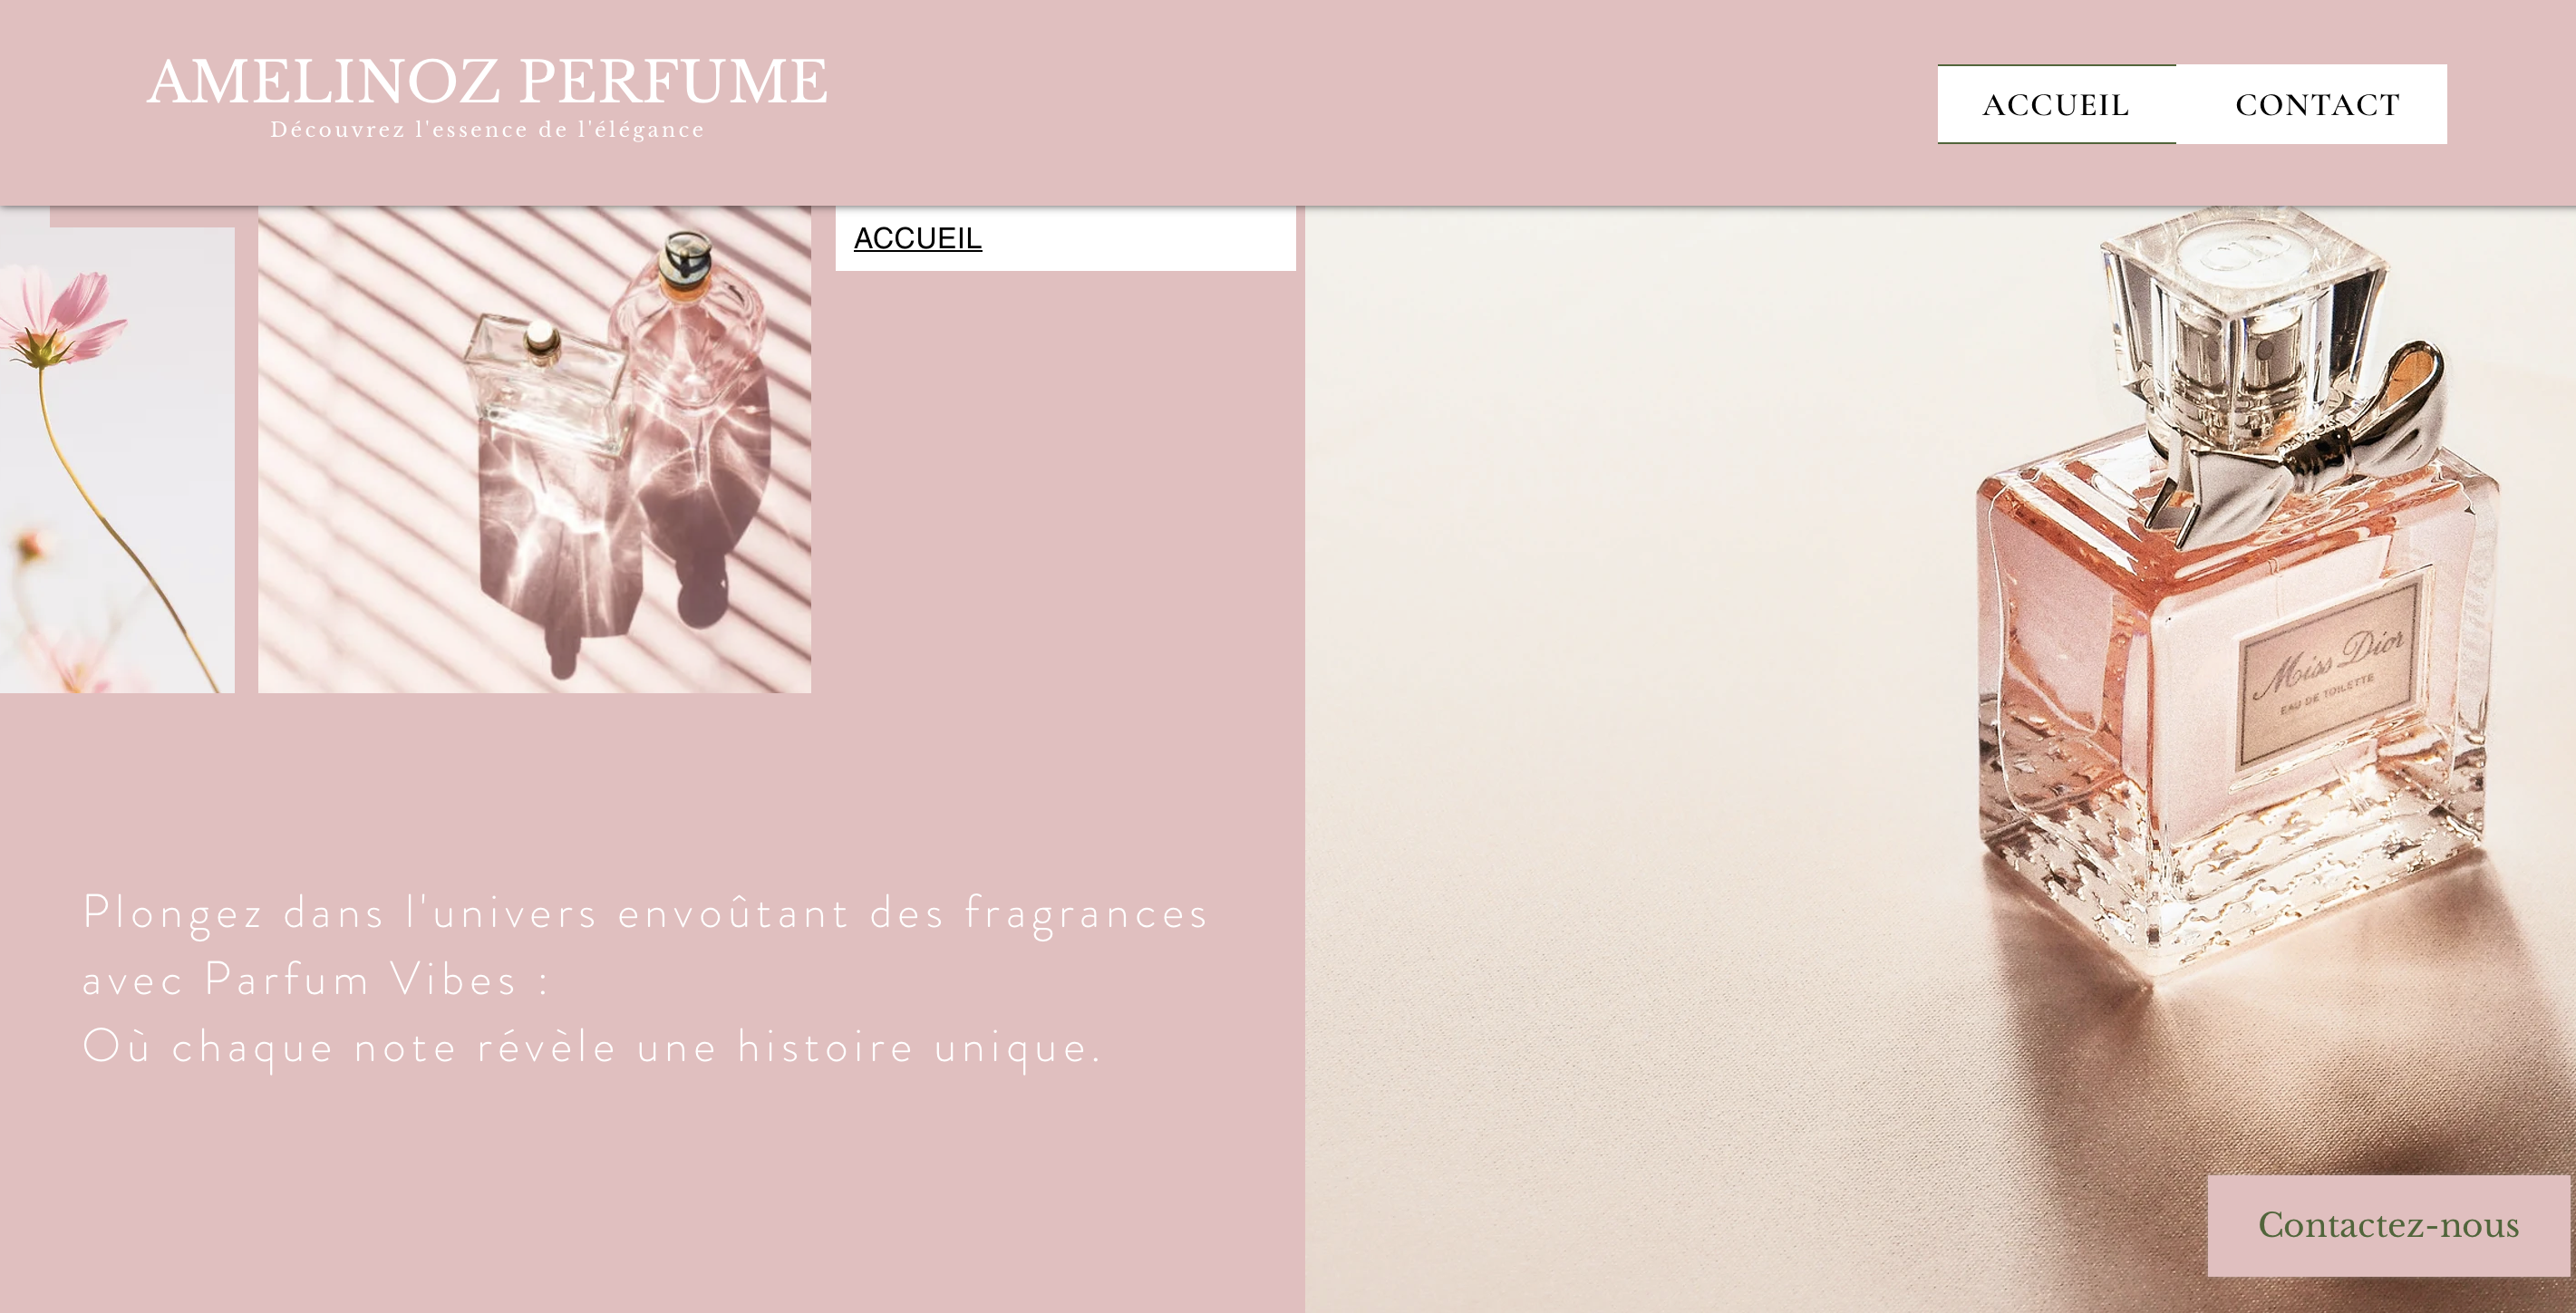 AMELINOZ PERFUME
Découvrez l'essence de l'élégance
ACCUEIL
CONTACT
ACCUEIL
Miss Dior
EAU DE TOILETTE
Plongez dans l'univers envoûtant des fragrances
avec Parfum Vibes :
Où chaque note révèle une histoire unique.
Contactez-nous